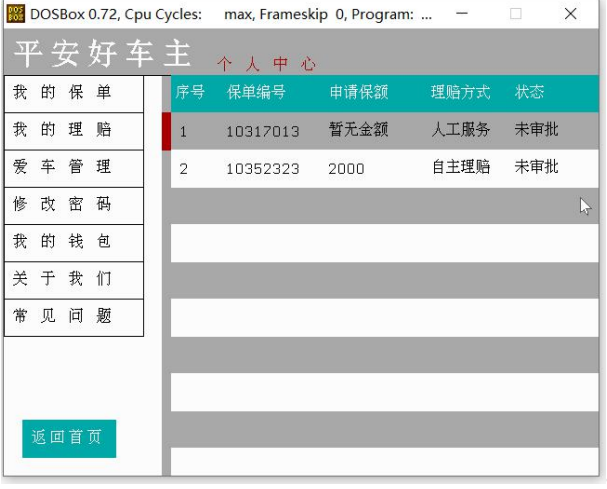 DOSBox 0.72, Cpu Cycles: max, Frameskip 0, Program: ...
平安好车主 个人中心
我的保单
我的理赔
爱车管理
修改密码
我的钱包
关于我们
常见问题
返回首页
序号 保单编号 申请保额 理赔方式 状态
1 10317013 暂无金额 人工服务 未审批
2 10352323 2000 自主理赔 未审批